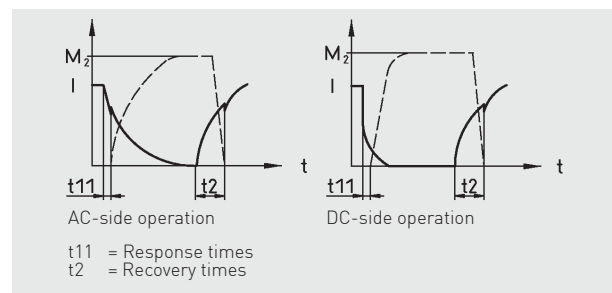 M₂
I
t
t11
t2
AC-side operation
M₂
I
t
t11
t2
DC-side operation
t11 = Response times
t2 = Recovery times